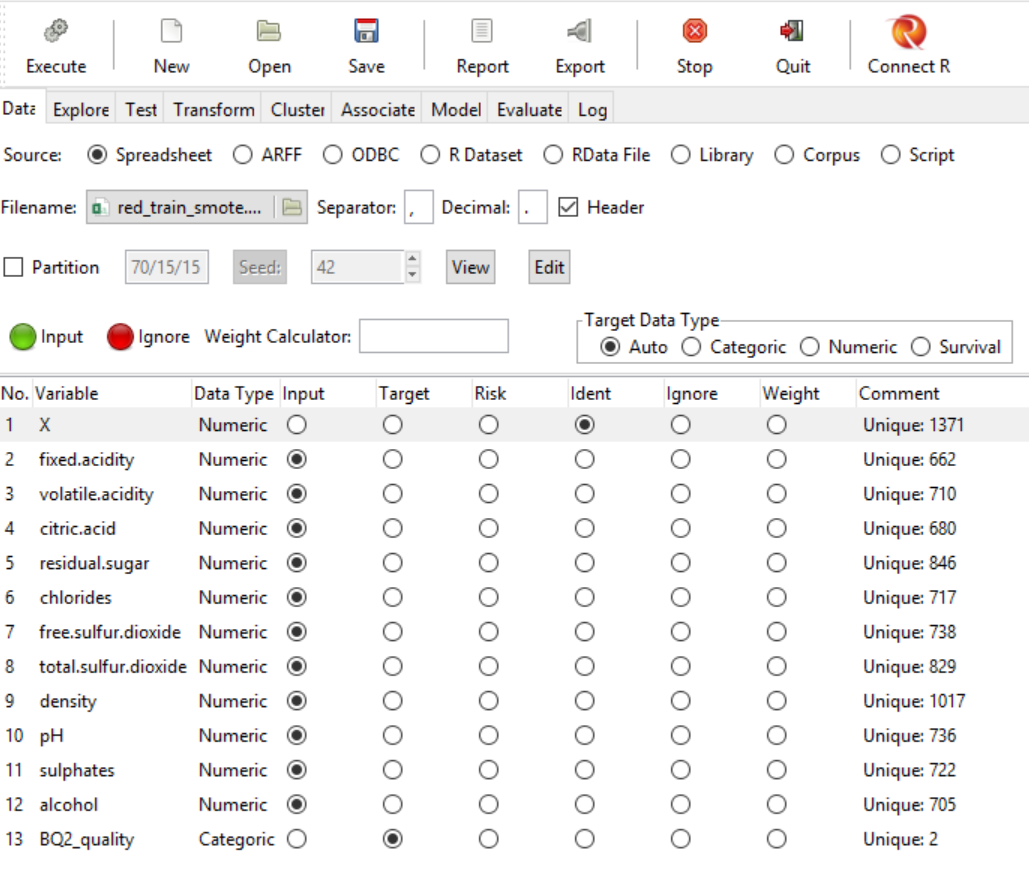 Execute New Open Save Report Export Stop Quit Connect R
Data Explore Test Transform Cluster Associate Model Evaluate Log
Source: Spreadsheet ARFF ODBC R Dataset RData File Library Corpus Script
Filename: red_train_smote.... Separator: , Decimal: . Header
Partition 70/15/15 Seed: 42 View Edit
Target Data Type
Input Ignore Weight Calculator: Auto Categoric Numeric Survival
No. Variable Data Type Input Target Risk Ident Ignore Weight Comment
1 X Numeric Unique: 1371
2 fixed.acidity Numeric Unique: 662
3 volatile.acidity Numeric Unique: 710
4 citric.acid Numeric Unique: 680
5 residual.sugar Numeric Unique: 846
6 chlorides Numeric Unique: 717
7 free.sulfur.dioxide Numeric Unique: 738
8 total.sulfur.dioxide Numeric Unique: 829
9 density Numeric Unique: 1017
10 pH Numeric Unique: 736
11 sulphates Numeric Unique: 722
12 alcohol Numeric Unique: 705
13 BQ2_quality Categoric Unique: 2